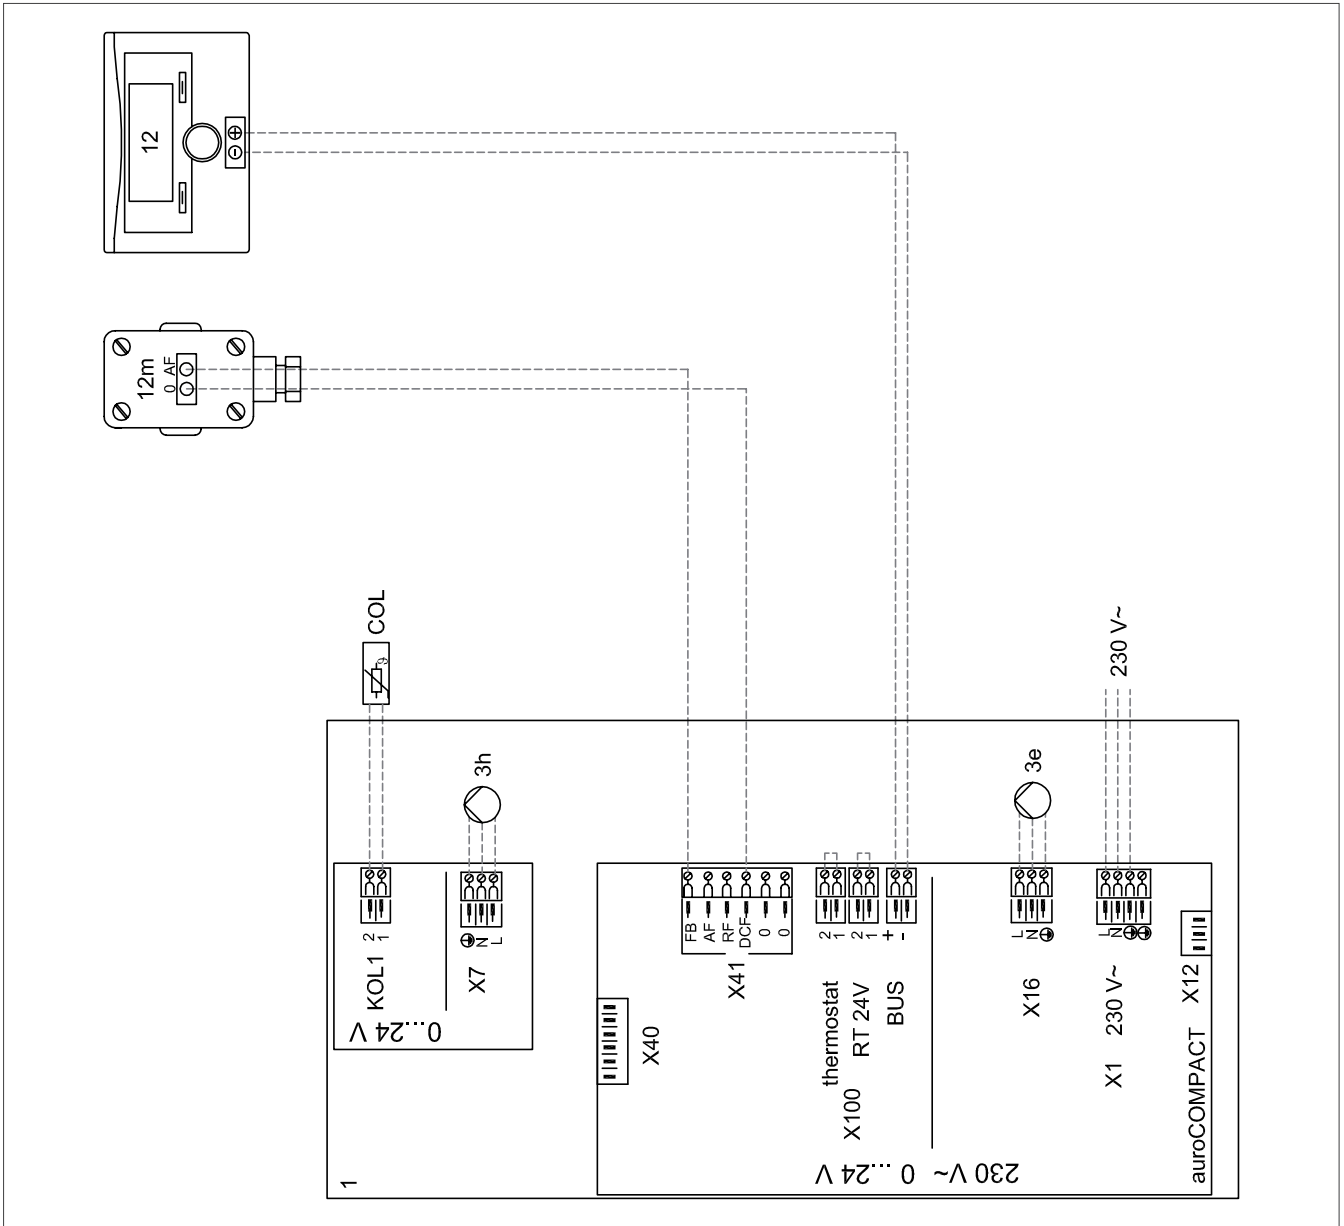 12
+
-
12m
0 AF
COL
ϑ
230 V~
3h
3e
2
1
KOL1
N
L
X7
0...24 V
FB
AF
RF
DCF
0
0
X41
X40
2
1
thermostat
2
1
RT 24V
+
-
BUS
X100
L
N
X16
L
N
230 V~
X1
X12
auroCOMPACT
0...24 V
230 V~
1